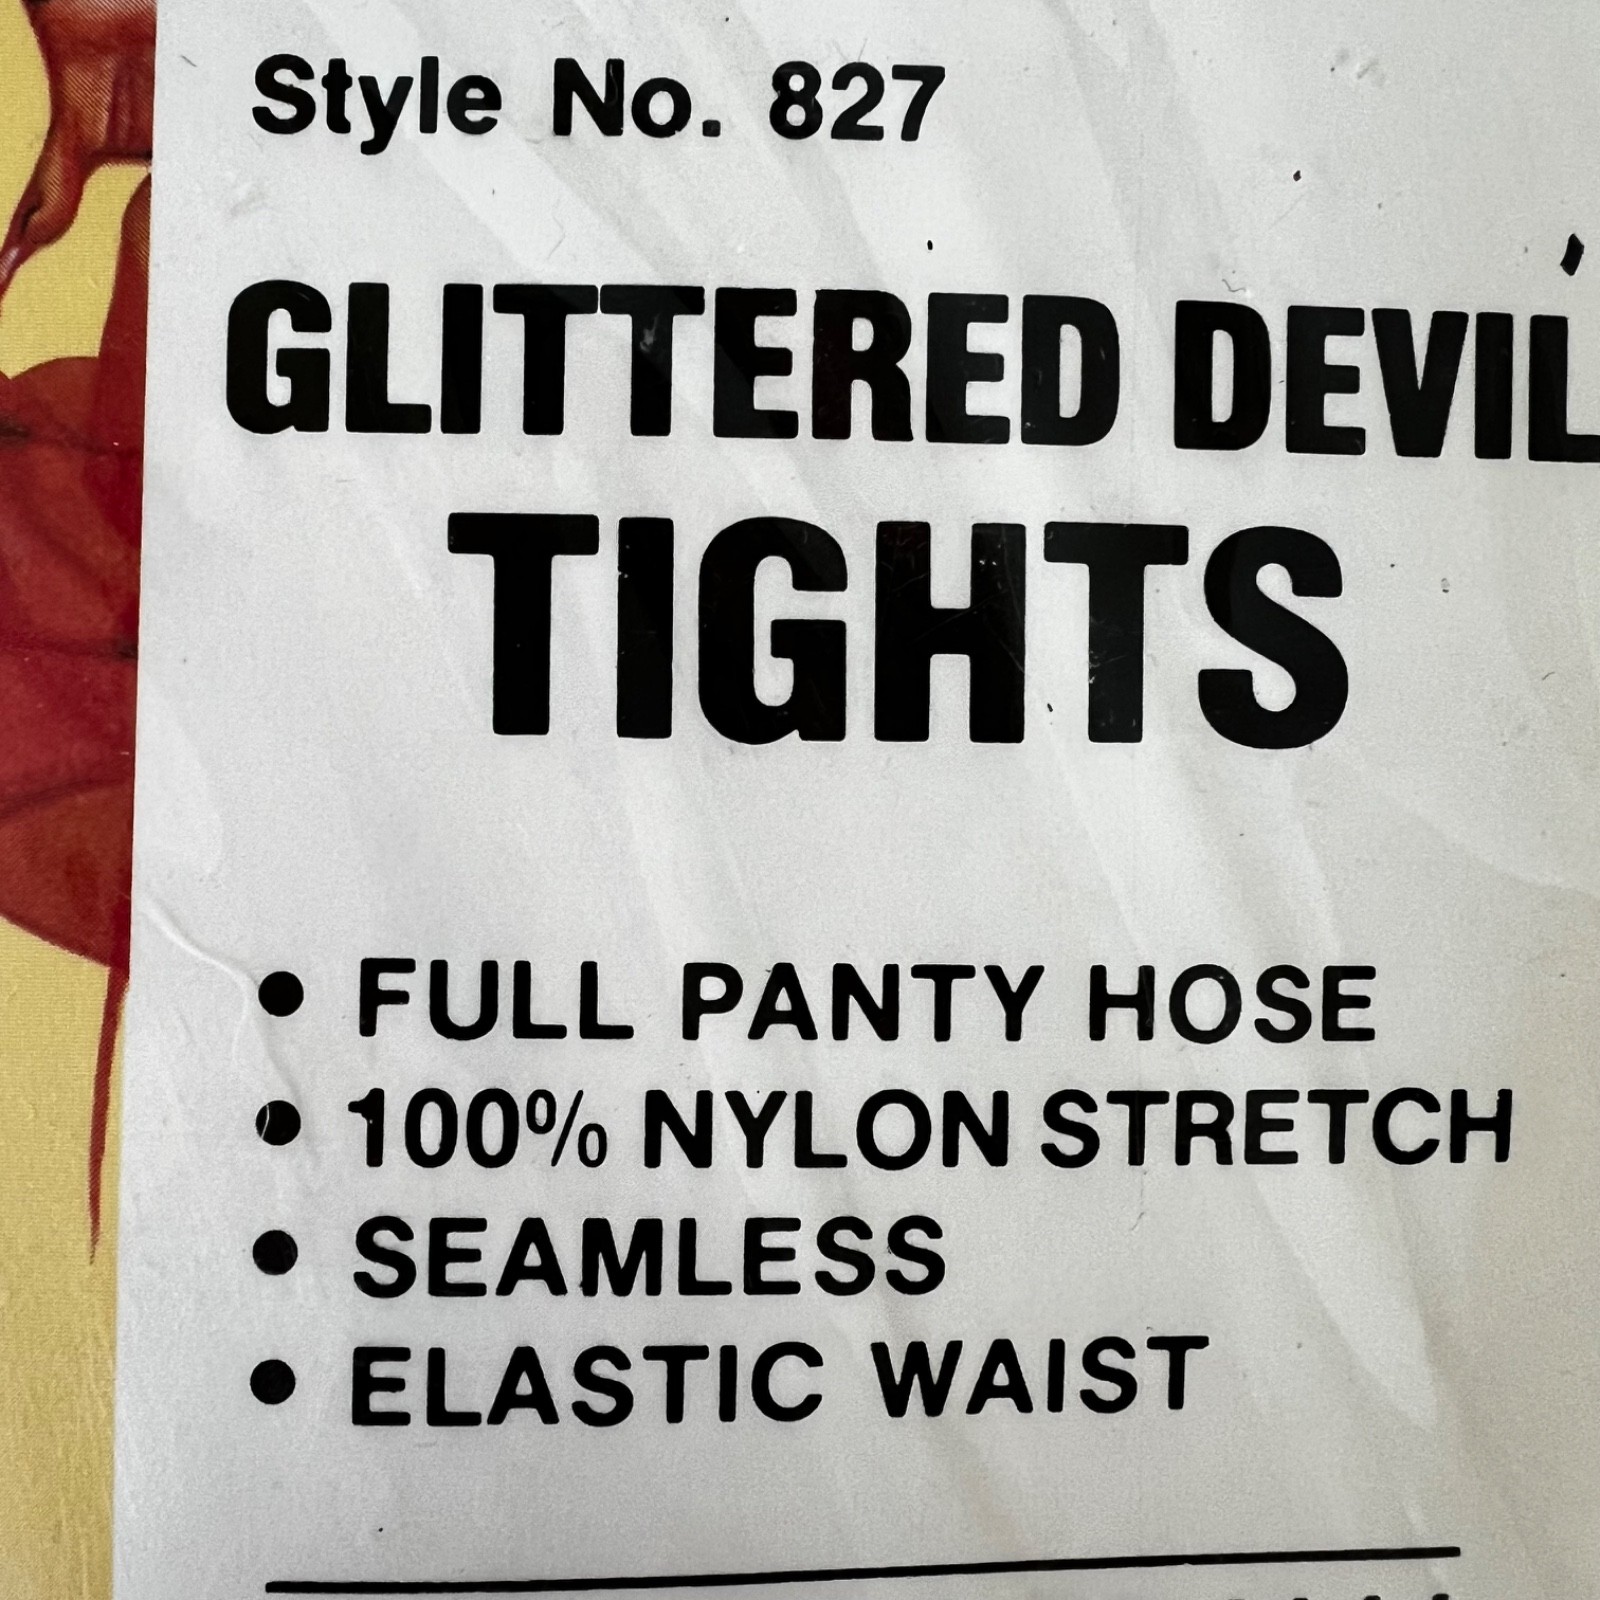 Style No. 827
GLITTERED DEVIL
TIGHTS
• FULL PANTY HOSE
• 100% NYLON STRETCH
• SEAMLESS
• ELASTIC WAIST